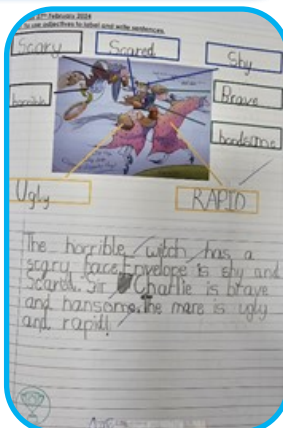 07th February 2024
to use adjectives to label and write sentences.
Scary
Scared
Shy
horrible
Brave
handsome
Ugly
RAPID
The horrible witch has a
scary face. Envelope is shy and
scared. Sir Charlie is brave
and hansome. The mare is ugly
and rapid!